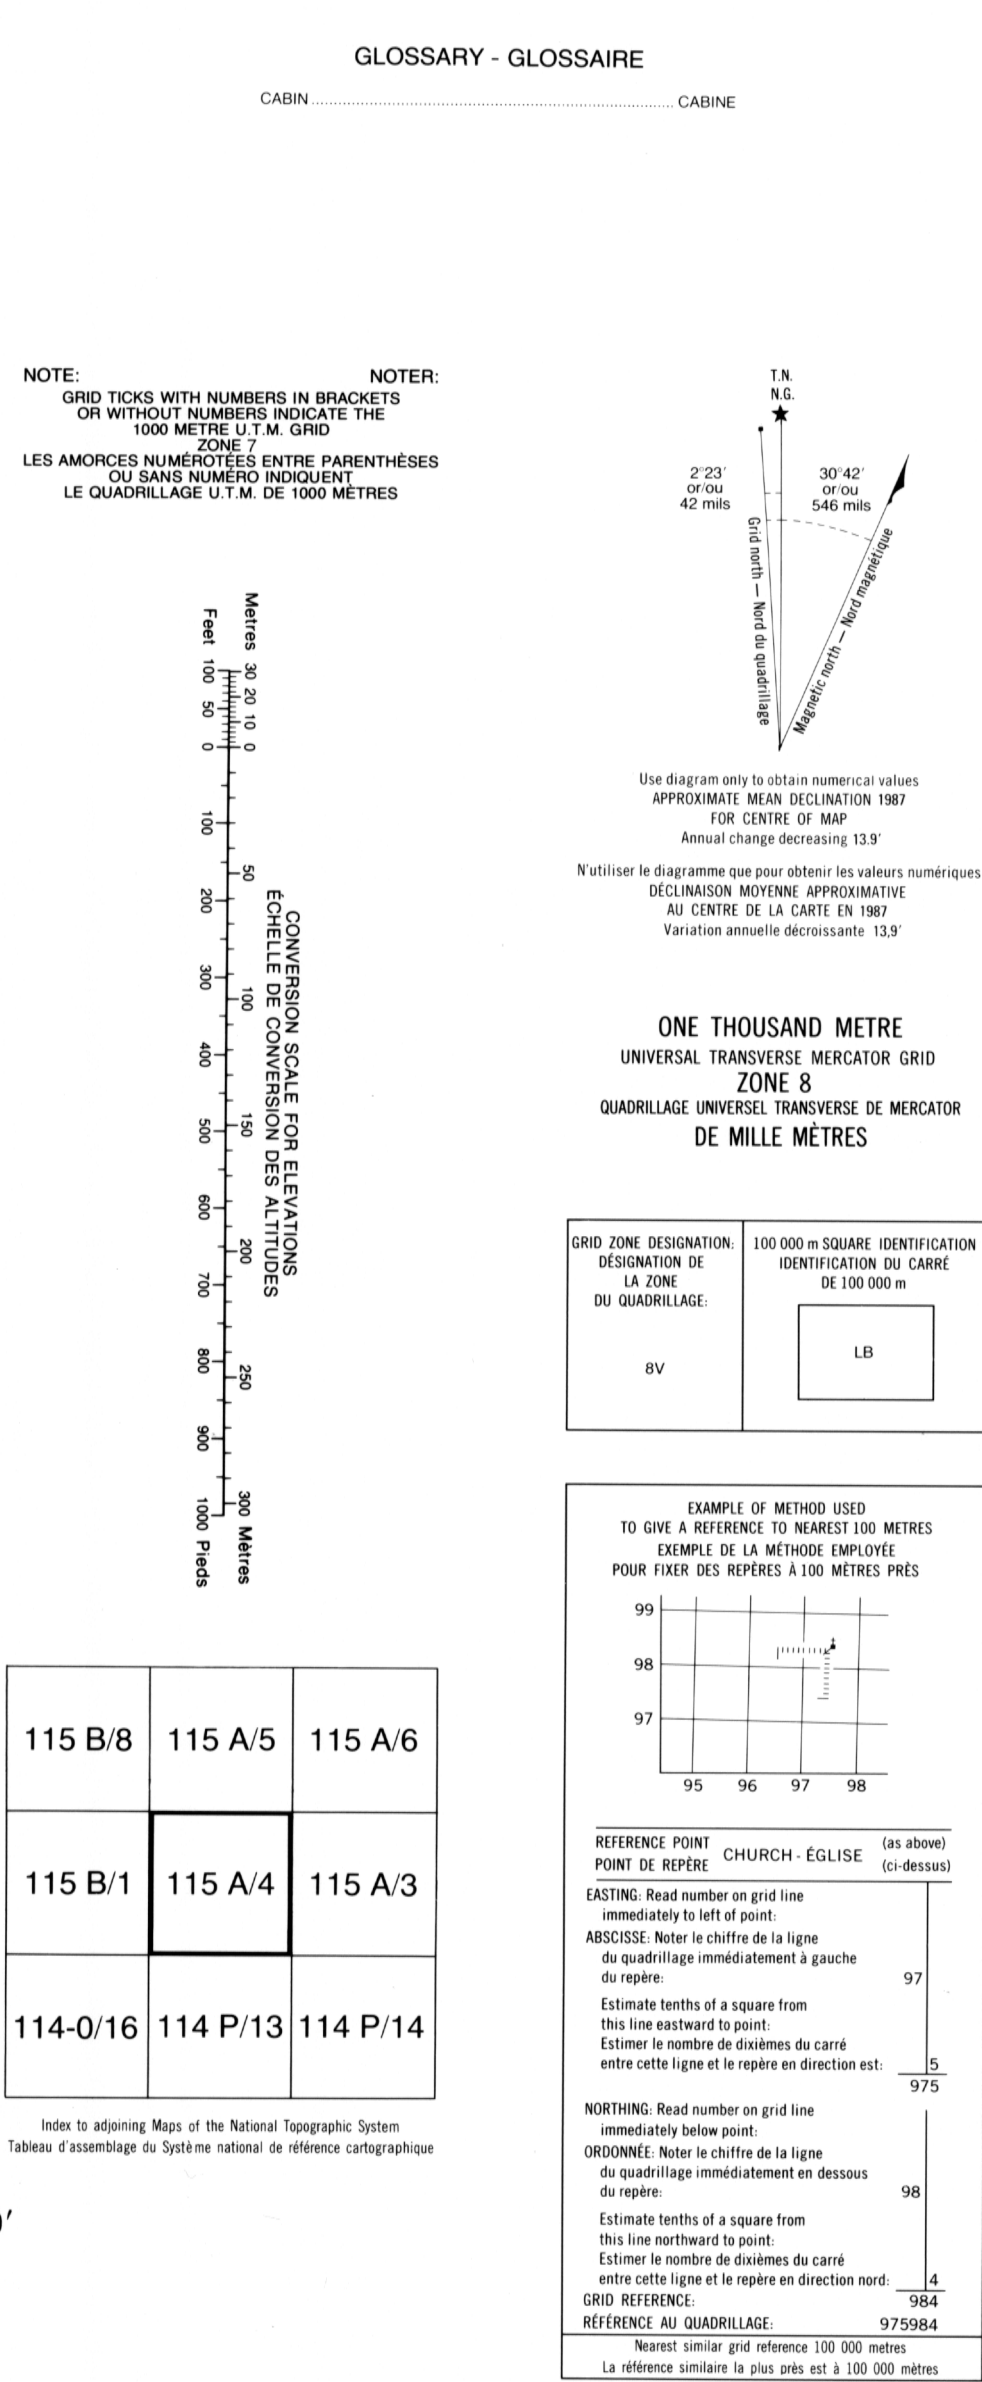 GLOSSARY - GLOSSAIRE
CABIN ........................................ CABINE
NOTE: NOTER:
GRID TICKS WITH NUMBERS IN BRACKETS
OR WITHOUT NUMBERS INDICATE THE
1000 METRE U.T.M. GRID
ZONE 7
LES AMORCES NUMÉROTÉES ENTRE PARENTHÈSES
OU SANS NUMÉRO INDIQUENT
LE QUADRILLAGE U.T.M. DE 1000 MÈTRES
T.N.
N.G.
2°23′
or/ou
42 mils
30°42′
or/ou
546 mils
Grid north — Nord du quadrillage
Magnetic north — Nord magnétique
Use diagram only to obtain numerical values
APPROXIMATE MEAN DECLINATION 1987
FOR CENTRE OF MAP
Annual change decreasing 13.9′
N'utiliser le diagramme que pour obtenir les valeurs numériques
DÉCLINAISON MOYENNE APPROXIMATIVE
AU CENTRE DE LA CARTE EN 1987
Variation annuelle décroissante 13,9′
CONVERSION SCALE FOR ELEVATIONS
ÉCHELLE DE CONVERSION DES ALTITUDES
Metres 30 20 10 0 50 100 150 200 250 300 Mètres
Feet 100 50 0 100 200 300 400 500 600 700 800 900 1000 Pieds
ONE THOUSAND METRE
UNIVERSAL TRANSVERSE MERCATOR GRID
ZONE 8
QUADRILLAGE UNIVERSEL TRANSVERSE DE MERCATOR
DE MILLE MÈTRES
GRID ZONE DESIGNATION:
DÉSIGNATION DE
LA ZONE
DU QUADRILLAGE:
8V
100 000 m SQUARE IDENTIFICATION
IDENTIFICATION DU CARRÉ
DE 100 000 m
LB
EXAMPLE OF METHOD USED
TO GIVE A REFERENCE TO NEAREST 100 METRES
EXEMPLE DE LA MÉTHODE EMPLOYÉE
POUR FIXER DES REPÈRES À 100 MÈTRES PRÈS
99
98
97
95 96 97 98
REFERENCE POINT
POINT DE REPÈRE
CHURCH - ÉGLISE
(as above)
(ci-dessus)
EASTING: Read number on grid line
immediately to left of point:
ABSCISSE: Noter le chiffre de la ligne
du quadrillage immédiatement à gauche
du repère: 97
Estimate tenths of a square from
this line eastward to point:
Estimer le nombre de dixièmes du carré
entre cette ligne et le repère en direction est: 5
975
NORTHING: Read number on grid line
immediately below point:
ORDONNÉE: Noter le chiffre de la ligne
du quadrillage immédiatement en dessous
du repère: 98
Estimate tenths of a square from
this line northward to point:
Estimer le nombre de dixièmes du carré
entre cette ligne et le repère en direction nord: 4
GRID REFERENCE: 984
RÉFÉRENCE AU QUADRILLAGE: 975984
Nearest similar grid reference 100 000 metres
La référence similaire la plus près est à 100 000 mètres
115 B/8 115 A/5 115 A/6
115 B/1 115 A/4 115 A/3
114-0/16 114 P/13 114 P/14
Index to adjoining Maps of the National Topographic System
Tableau d'assemblage du Système national de référence cartographique